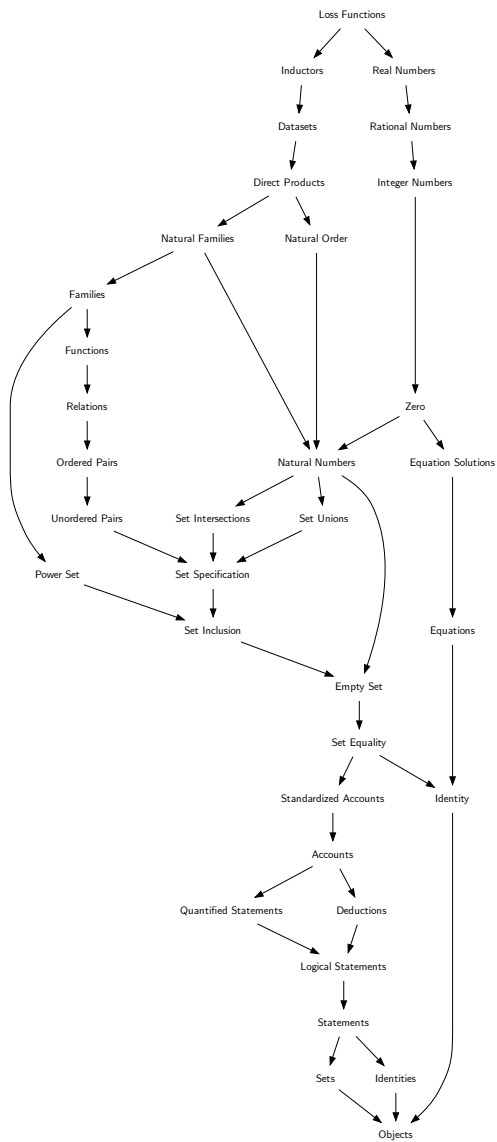 Loss Functions
Inductors
Real Numbers
Datasets
Rational Numbers
Direct Products
Integer Numbers
Natural Families
Natural Order
Families
Functions
Relations
Zero
Ordered Pairs
Natural Numbers
Equation Solutions
Unordered Pairs
Set Intersections
Set Unions
Power Set
Set Specification
Set Inclusion
Equations
Empty Set
Set Equality
Standardized Accounts
Identity
Accounts
Quantified Statements
Deductions
Logical Statements
Statements
Sets
Identities
Objects